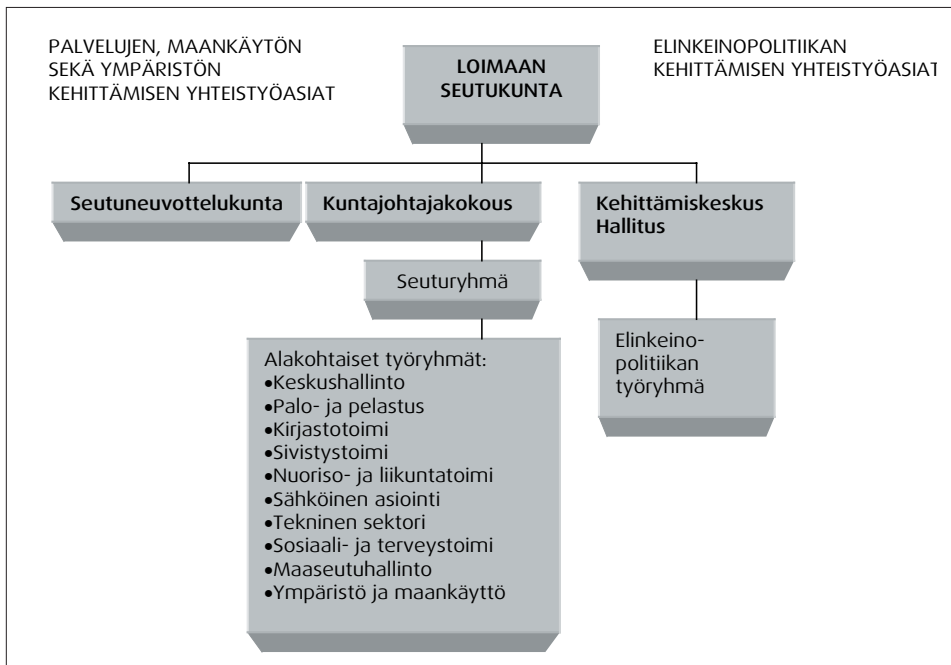 PALVELUJEN, MAANKÄYTÖN
SEKÄ YMPÄRISTÖN
KEHITTÄMISEN YHTEISTYÖASIAT
LOIMAAN
SEUTUKUNTA
ELINKEINOPOLITIIKAN
KEHITTÄMISEN YHTEISTYÖASIAT
Seutuneuvottelukunta
Kuntajohtajakokous
Kehittämiskeskus
Hallitus
Seuturyhmä
Alakohtaiset työryhmät:
•Keskushallinto
•Palo- ja pelastus
•Kirjastotoimi
•Sivistystoimi
•Nuoriso- ja liikuntatoimi
•Sähköinen asiointi
•Tekninen sektori
•Sosiaali- ja terveystoimi
•Maaseutuhallinto
•Ympäristö ja maankäyttö
Elinkeino-
politiikan
työryhmä